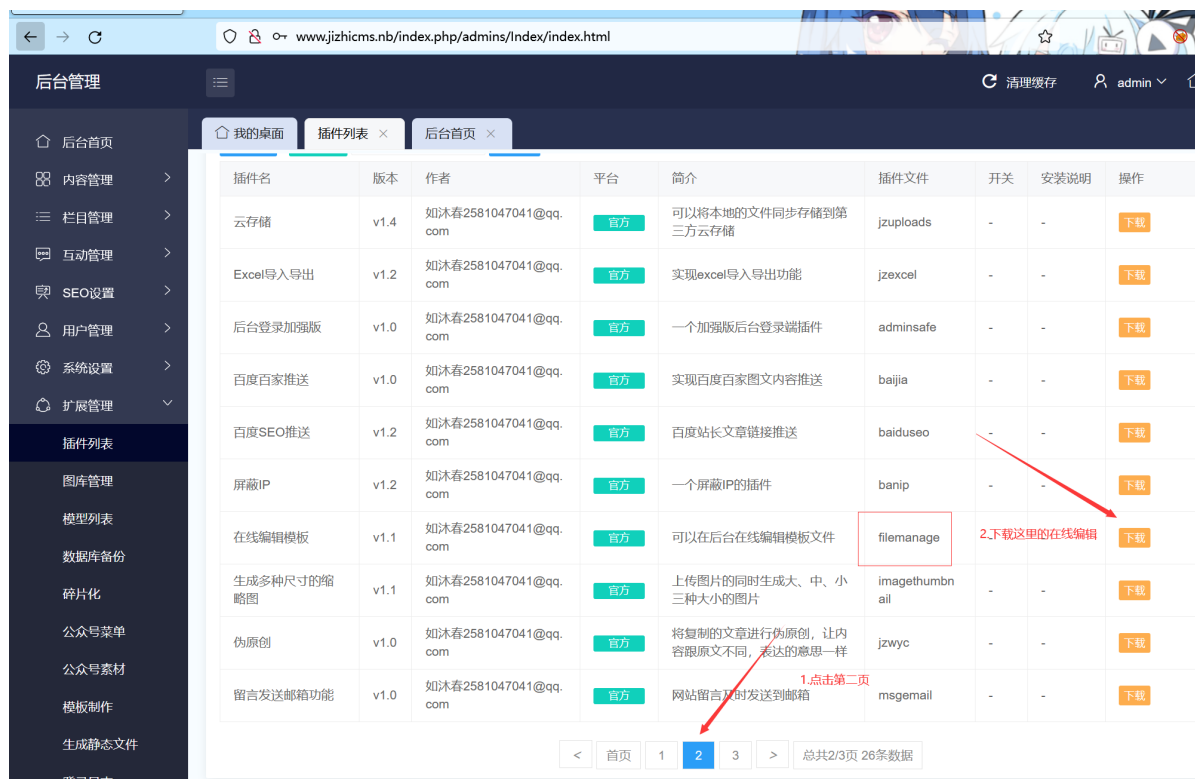 www.jizhicms.nb/index.php/admins/Index/index.html
后台管理
清理缓存
admin
我的桌面
插件列表
后台首页
后台首页
内容管理
栏目管理
互动管理
SEO设置
用户管理
系统设置
扩展管理
插件列表
图库管理
模型列表
数据库备份
碎片化
公众号菜单
公众号素材
模板制作
生成静态文件
插件名 版本 作者 平台 简介 插件文件 开关 安装说明 操作
云存储 v1.4 如沐春2581047041@qq. 官方 可以将本地的文件同步存储到第 jzuploads - - 下载
com 三方云存储
Excel导入导出 v1.2 如沐春2581047041@qq. 官方 实现excel导入导出功能 jzexcel - - 下载
com
后台登录加强版 v1.0 如沐春2581047041@qq. 官方 一个加强版后台登录端插件 adminsafe - - 下载
com
百度百家推送 v1.0 如沐春2581047041@qq. 官方 实现百度百家图文内容推送 baijia - - 下载
com
百度SEO推送 v1.2 如沐春2581047041@qq. 官方 百度站长文章链接推送 baiduseo - - 下载
com
屏蔽IP v1.2 如沐春2581047041@qq. 官方 一个屏蔽IP的插件 banip - - 下载
com
在线编辑模板 v1.1 如沐春2581047041@qq. 官方 可以在后台在线编辑模板文件 filemanage 2.下载这里的在线编辑 下载
com
生成多种尺寸的缩 v1.1 如沐春2581047041@qq. 官方 上传图片的同时生成大、中、小 imagethumbn - - 下载
略图 com 三种大小的图片 ail
伪原创 v1.0 如沐春2581047041@qq. 官方 将复制的文章进行伪原创，让内 jzwyc - - 下载
com 容跟原文不同，表达的意思一样
留言发送邮箱功能 v1.0 如沐春2581047041@qq. 官方 网站留言及时发送到邮箱 msgemail - - 下载
com
1.点击第二页
< 首页 1 2 3 > 总共2/3页 26条数据